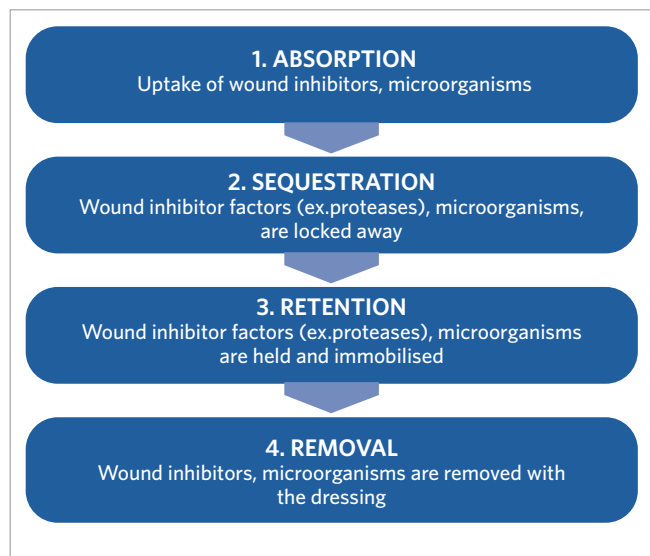 1. ABSORPTION
Uptake of wound inhibitors, microorganisms
2. SEQUESTRATION
Wound inhibitor factors (ex.proteases), microorganisms,
are locked away
3. RETENTION
Wound inhibitor factors (ex.proteases), microorganisms
are held and immobilised
4. REMOVAL
Wound inhibitors, microorganisms are removed with
the dressing